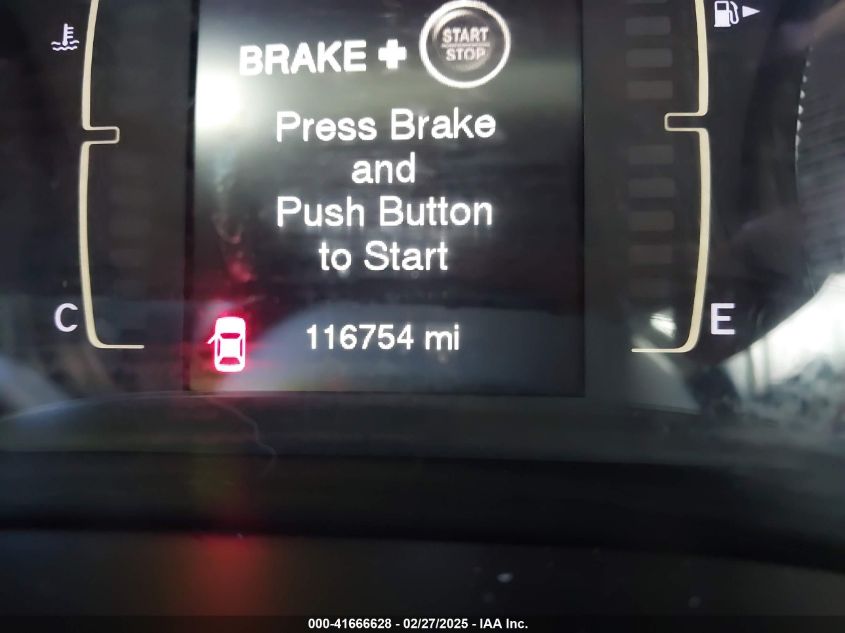 BRAKE + START STOP
Press Brake
and
Push Button
to Start
C
116754 mi
E
000-41666628 - 02/27/2025 - IAA Inc.